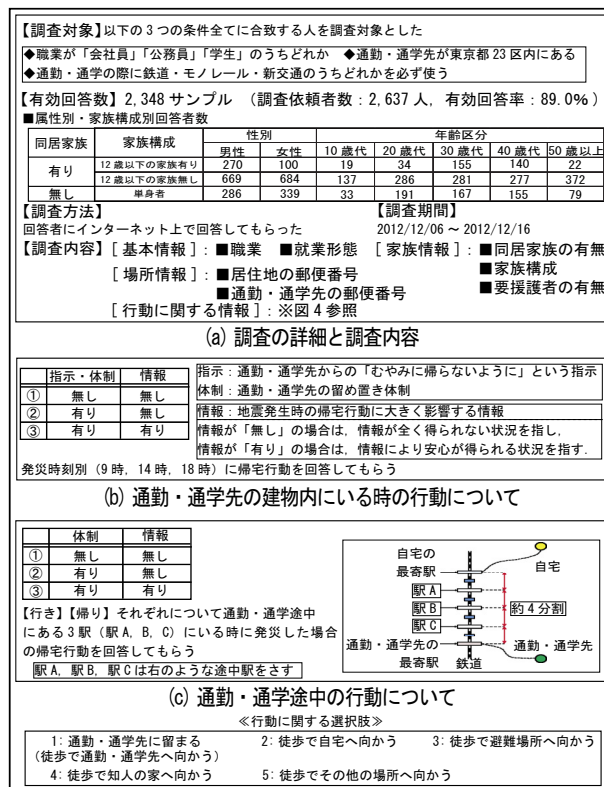 【調査対象】以下の3つの条件全てに合致する人を調査対象とした
◆職業が「会社員」「公務員」「学生」のうちどれか ◆通勤・通学先が東京都23区内にある
◆通勤・通学の際に鉄道・モノレール・新交通のうちどれかを必ず使う
【有効回答数】2,348サンプル (調査依頼者数：2,637人，有効回答率：89.0%)
■属性別・家族構成別回答者数
同居家族 家族構成 性別 年齢区分
男性 女性 10歳代 20歳代 30歳代 40歳代 50歳以上
有り 12歳以下の家族有り 270 100 19 34 155 140 22
12歳以下の家族無し 669 684 137 286 281 277 372
無し 単身者 286 339 33 191 167 155 79
【調査方法】 【調査期間】
回答者にインターネット上で回答してもらった 2012/12/06～2012/12/16
【調査内容】[基本情報]：■職業 ■就業形態 [家族情報]：■同居家族の有無
■家族構成
[場所情報]：■居住地の郵便番号 ■要援護者の有無
■通勤・通学先の郵便番号
[行動に関する情報]：※図4参照
(a) 調査の詳細と調査内容
指示・体制 情報
① 無し 無し
② 有り 無し
③ 有り 有り
指示：通勤・通学先からの「むやみに帰らないように」という指示
体制：通勤・通学先の留め置き体制
情報：地震発生時の帰宅行動に大きく影響する情報
情報が「無し」の場合は，情報が全く得られない状況を指し，
情報が「有り」の場合は，情報により安心が得られる状況を指す．
発災時刻別（9時，14時，18時）に帰宅行動を回答してもらう
(b) 通勤・通学先の建物内にいる時の行動について
体制 情報
① 無し 無し
② 有り 無し
③ 有り 有り
【行き】【帰り】それぞれについて通勤・通学途中
にある3駅（駅A，B，C）にいる時に発災した場合
の帰宅行動を回答してもらう
駅A，駅B，駅Cは右のような途中駅をさす
自宅の
最寄駅
自宅
駅A
駅B
駅C
約4分割
通勤・通学先の
最寄駅
鉄道
通勤・通学先
(c) 通勤・通学途中の行動について
≪行動に関する選択肢≫
1: 通勤・通学先に留まる 2: 徒歩で自宅へ向かう 3: 徒歩で避難場所へ向かう
(徒歩で通勤・通学先へ向かう)
4: 徒歩で知人の家へ向かう 5: 徒歩でその他の場所へ向かう